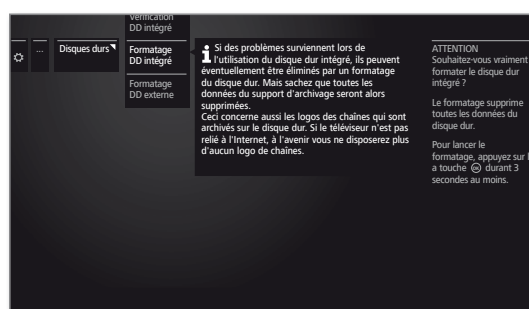 Vérification
DD intégré
...
Disques durs
Formatage
DD intégré
Formatage
DD externe
Si des problèmes surviennent lors de
l'utilisation du disque dur intégré, ils peuvent
éventuellement être éliminés par un formatage
du disque dur. Mais sachez que toutes les
données du support d'archivage seront alors
supprimées.
Ceci concerne aussi les logos des chaînes qui sont
archivés sur le disque dur. Si le téléviseur n'est pas
relié à l'Internet, à l'avenir vous ne disposerez plus
d'aucun logo de chaînes.
ATTENTION
Souhaitez-vous vraiment
formater le disque dur
intégré ?
Le formatage supprime
toutes les données du
disque dur.
Pour lancer le
formatage, appuyez sur l
a touche OK durant 3
secondes au moins.